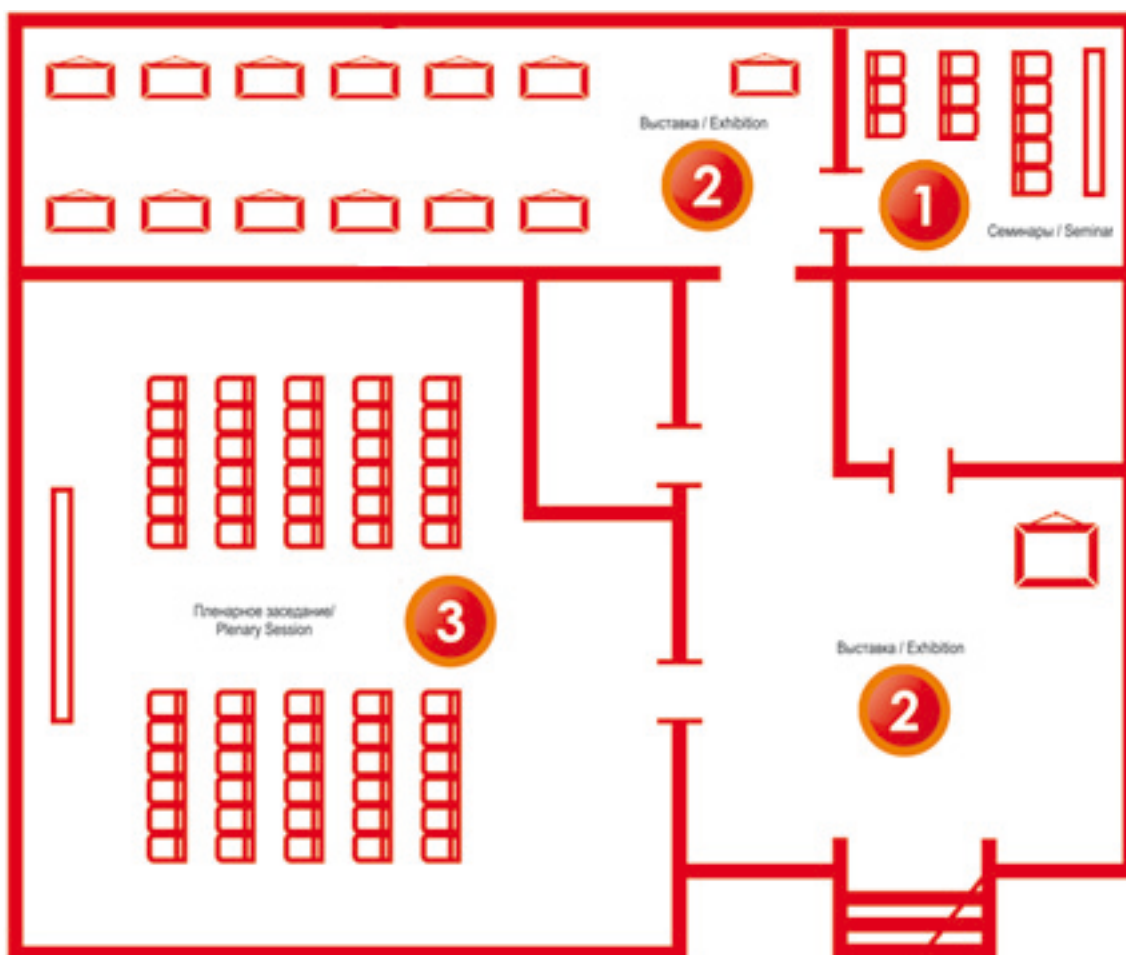 Выставка / Exhibition
2
1
Семинары / Seminar
Пленарное заседание/
Plenary Session
3
Выставка / Exhibition
2